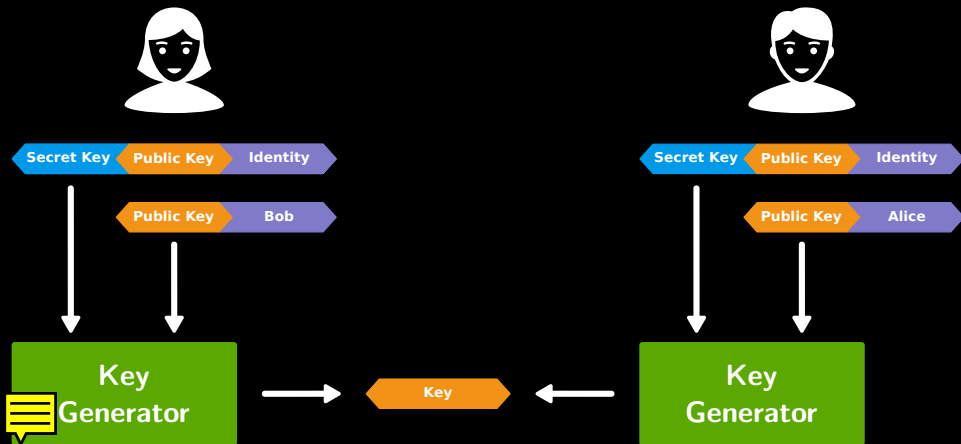 Secret Key Public Key Identity
Secret Key Public Key Identity
Public Key Bob
Public Key Alice
Key
Generator
Key
Key
Generator